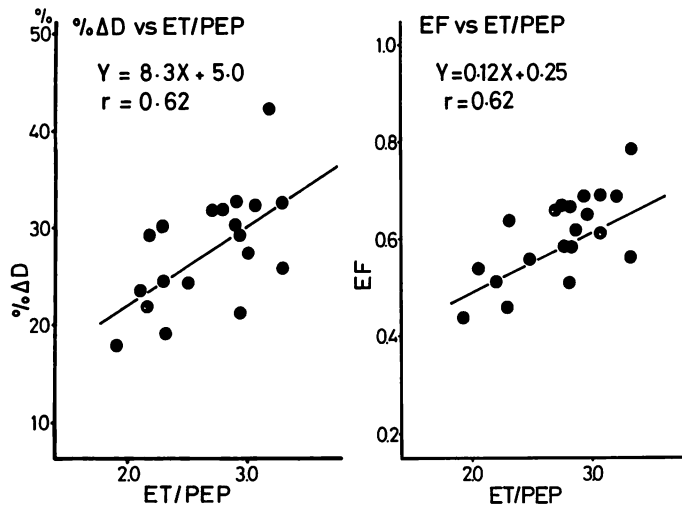 %ΔD vs ET/PEP
Y = 8.3X + 5.0
r = 0.62
%
50
40
30
20
10
%ΔD
2.0
3.0
ET/PEP
EF vs ET/PEP
Y=0.12X+0.25
r=0.62
1.0
0.8
0.6
0.4
0.2
EF
2.0
3.0
ET/PEP